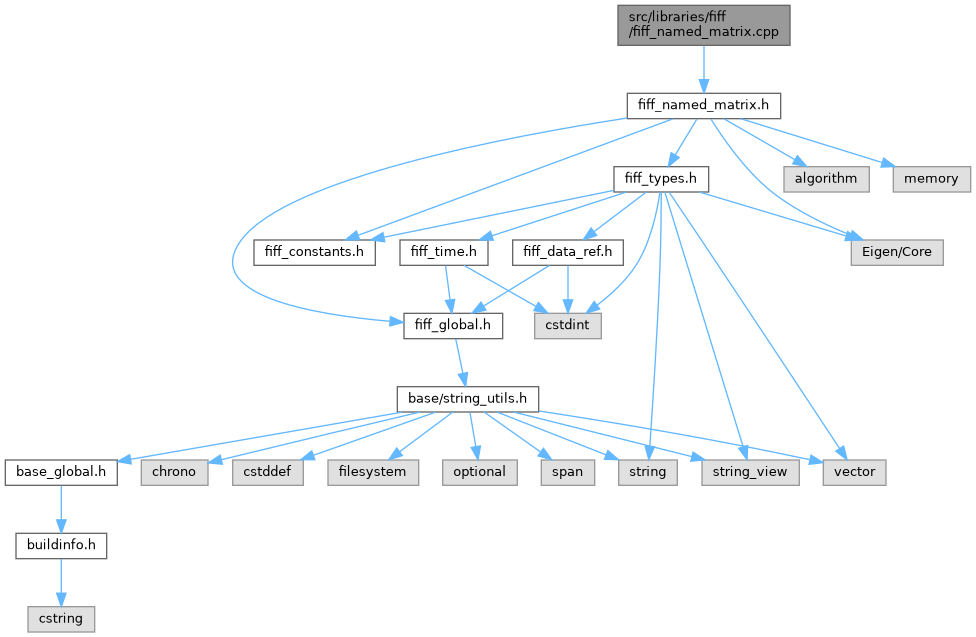 src/libraries/fiff
/fiff_named_matrix.cpp
fiff_named_matrix.h
fiff_types.h
algorithm
memory
fiff_constants.h
fiff_time.h
fiff_data_ref.h
Eigen/Core
fiff_global.h
cstdint
base/string_utils.h
base_global.h
chrono
cstddef
filesystem
optional
span
string
string_view
vector
buildinfo.h
cstring